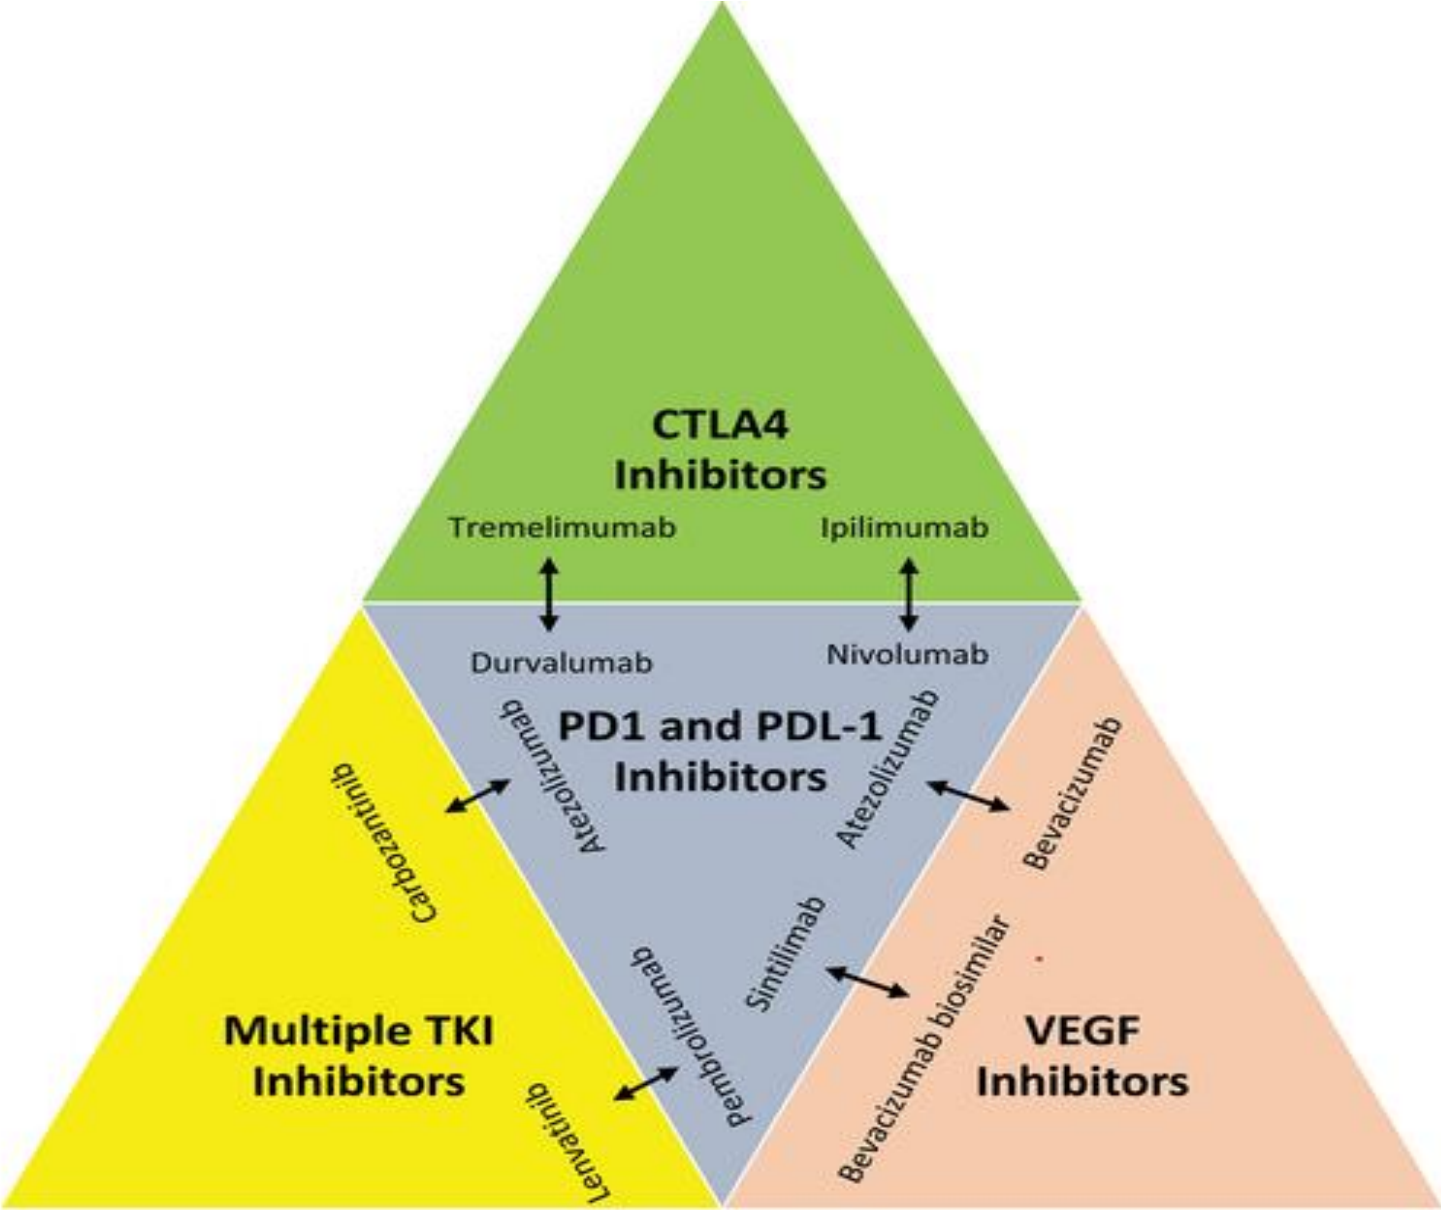 CTLA4
Inhibitors
Tremelimumab
Ipilimumab
Durvalumab
Nivolumab
PD1 and PDL-1
Inhibitors
Atezolizumab
Atezolizumab
Carbozantinib
Bevacizumab
Sintilimab
Pembrolizumab
Bevacizumab biosimilar
Multiple TKI
Inhibitors
Lenvatinib
VEGF
Inhibitors